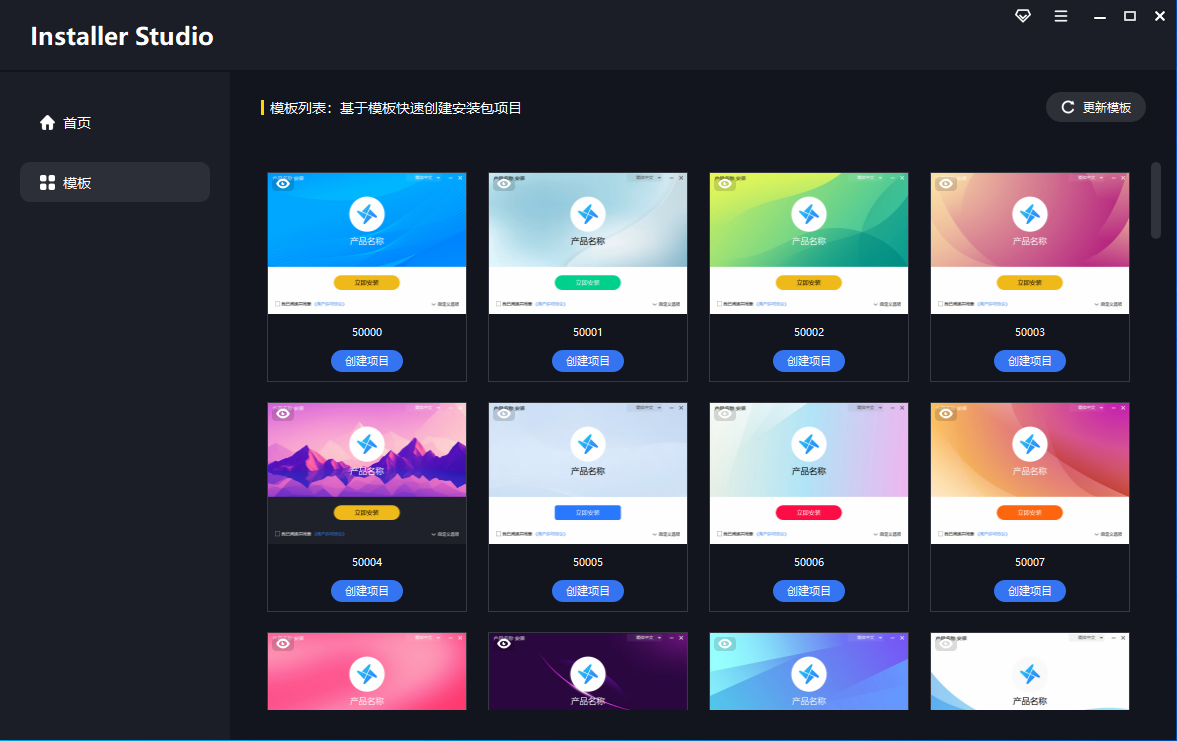 Installer Studio
首页
模板
模板列表：基于模板快速创建安装包项目
更新模板
产品名称
产品名称
产品名称
产品名称
立即安装
立即安装
立即安装
立即安装
50000
50001
50002
50003
创建项目
创建项目
创建项目
创建项目
产品名称
产品名称
产品名称
产品名称
立即安装
立即安装
立即安装
立即安装
50004
50005
50006
50007
创建项目
创建项目
创建项目
创建项目
产品名称
产品名称
产品名称
产品名称